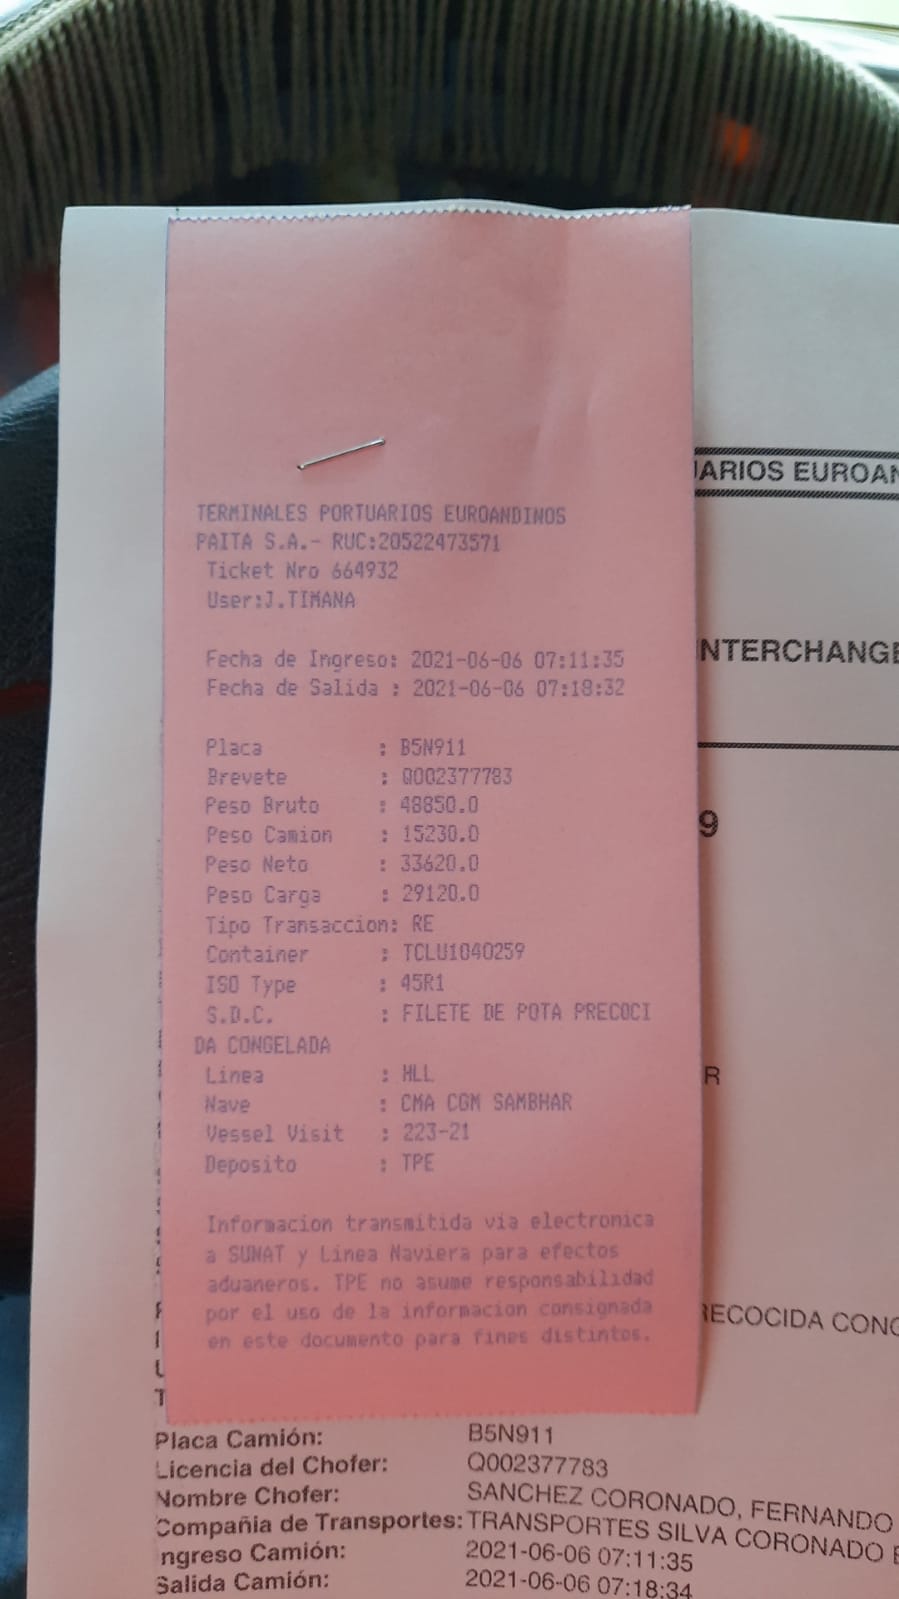 TERMINALES PORTUARIOS EUROANDINOS
PAITA S.A.- RUC:20522473571
Ticket Nro 664932
User:J.TIMANA
Fecha de Ingreso: 2021-06-06 07:11:35
Fecha de Salida : 2021-06-06 07:18:32
Placa : B5N911
Brevete : Q002377783
Peso Bruto : 48850.0
Peso Camion : 15230.0
Peso Neto : 33620.0
Peso Carga : 29120.0
Tipo Transaccion: RE
Container : TCLU1040259
ISO Type : 45R1
S.D.C. : FILETE DE POTA PRECOCI
DA CONGELADA
Linea : HLL
Nave : CMA CGM SAMBHAR
Vessel Visit : 223-21
Deposito : TPE
Informacion transmitida via electronica
a SUNAT y Linea Naviera para efectos
aduaneros. TPE no asume responsabilidad
por el uso de la informacion consignada
en este documento para fines distintos.
ARIOS EUROAN
NTERCHANGE
9
R
RECOCIDA CONG
Placa Camión: B5N911
Licencia del Chofer: Q002377783
Nombre Chofer: SANCHEZ CORONADO, FERNANDO
Compañia de Transportes: TRANSPORTES SILVA CORONADO E
ngreso Camión: 2021-06-06 07:11:35
Salida Camión: 2021-06-06 07:18:34